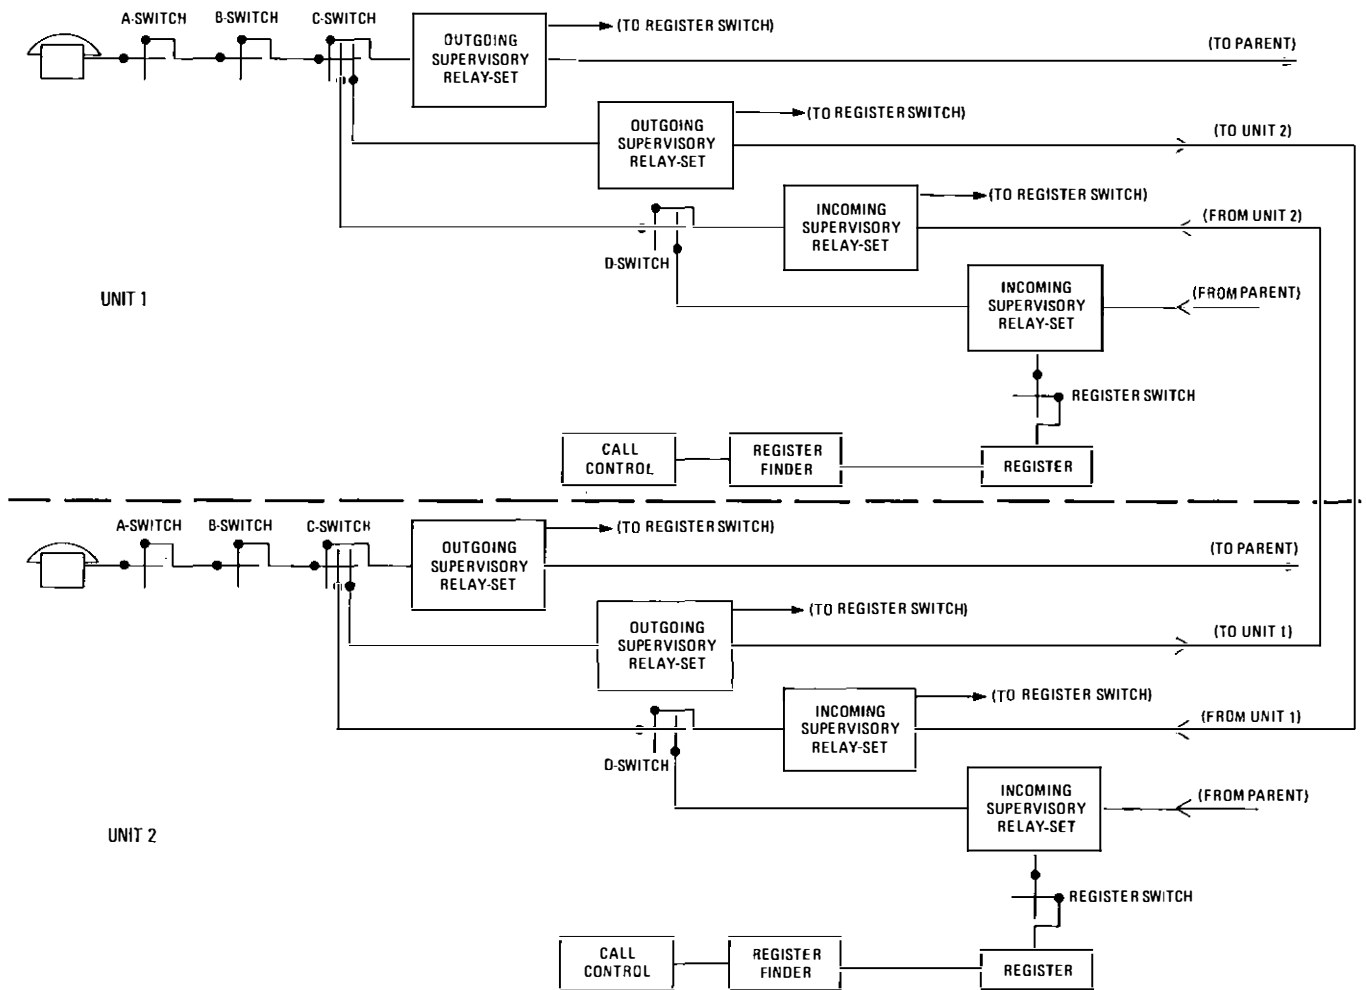 A-SWITCH
B-SWITCH
C-SWITCH
OUTGOING
SUPERVISORY
RELAY-SET
(TO REGISTER SWITCH)
(TO PARENT)
OUTGOING
SUPERVISORY
RELAY-SET
(TO REGISTER SWITCH)
(TO UNIT 2)
D-SWITCH
INCOMING
SUPERVISORY
RELAY-SET
(TO REGISTER SWITCH)
(FROM UNIT 2)
UNIT 1
INCOMING
SUPERVISORY
RELAY-SET
(FROM PARENT)
REGISTER SWITCH
CALL
CONTROL
REGISTER
FINDER
REGISTER
A-SWITCH
B-SWITCH
C-SWITCH
OUTGOING
SUPERVISORY
RELAY-SET
(TO REGISTER SWITCH)
(TO PARENT)
OUTGOING
SUPERVISORY
RELAY-SET
(TO REGISTER SWITCH)
(TO UNIT 1)
D-SWITCH
INCOMING
SUPERVISORY
RELAY-SET
(TO REGISTER SWITCH)
(FROM UNIT 1)
UNIT 2
INCOMING
SUPERVISORY
RELAY-SET
(FROM PARENT)
REGISTER SWITCH
CALL
CONTROL
REGISTER
FINDER
REGISTER